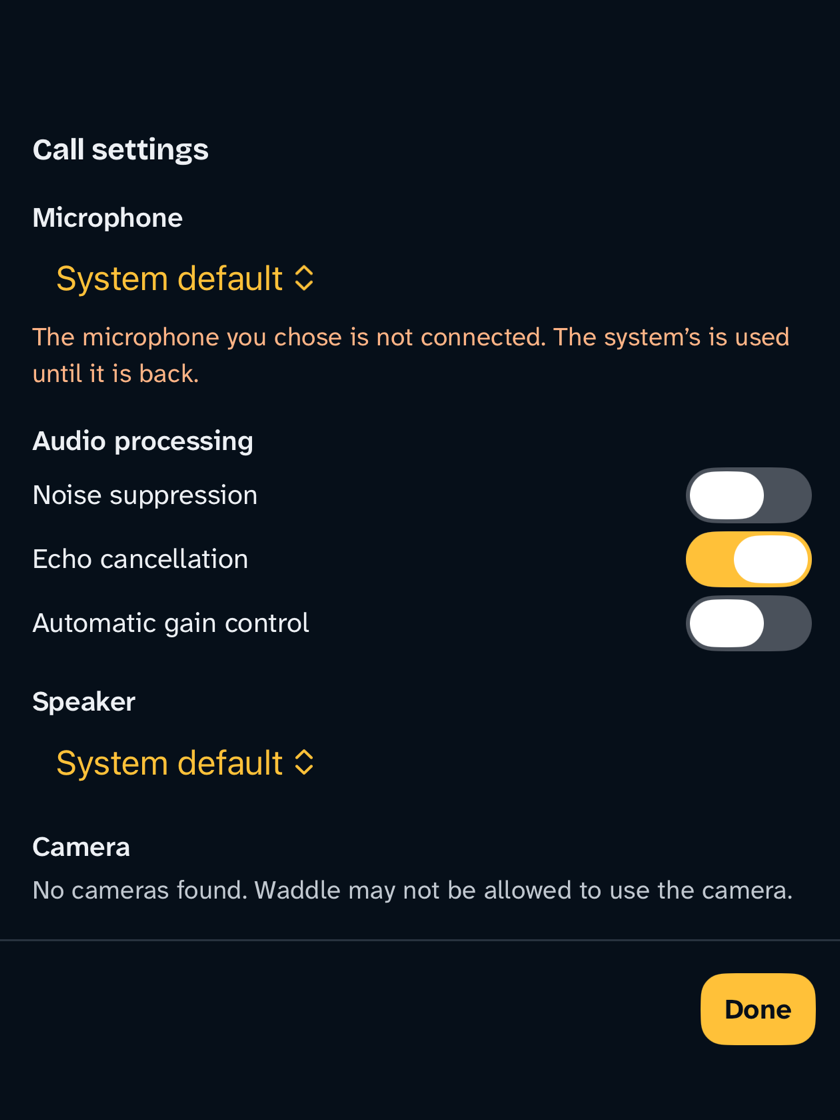 Call settings
Microphone
System default
The microphone you chose is not connected. The system’s is used
until it is back.
Audio processing
Noise suppression
Echo cancellation
Automatic gain control
Speaker
System default
Camera
No cameras found. Waddle may not be allowed to use the camera.
Done